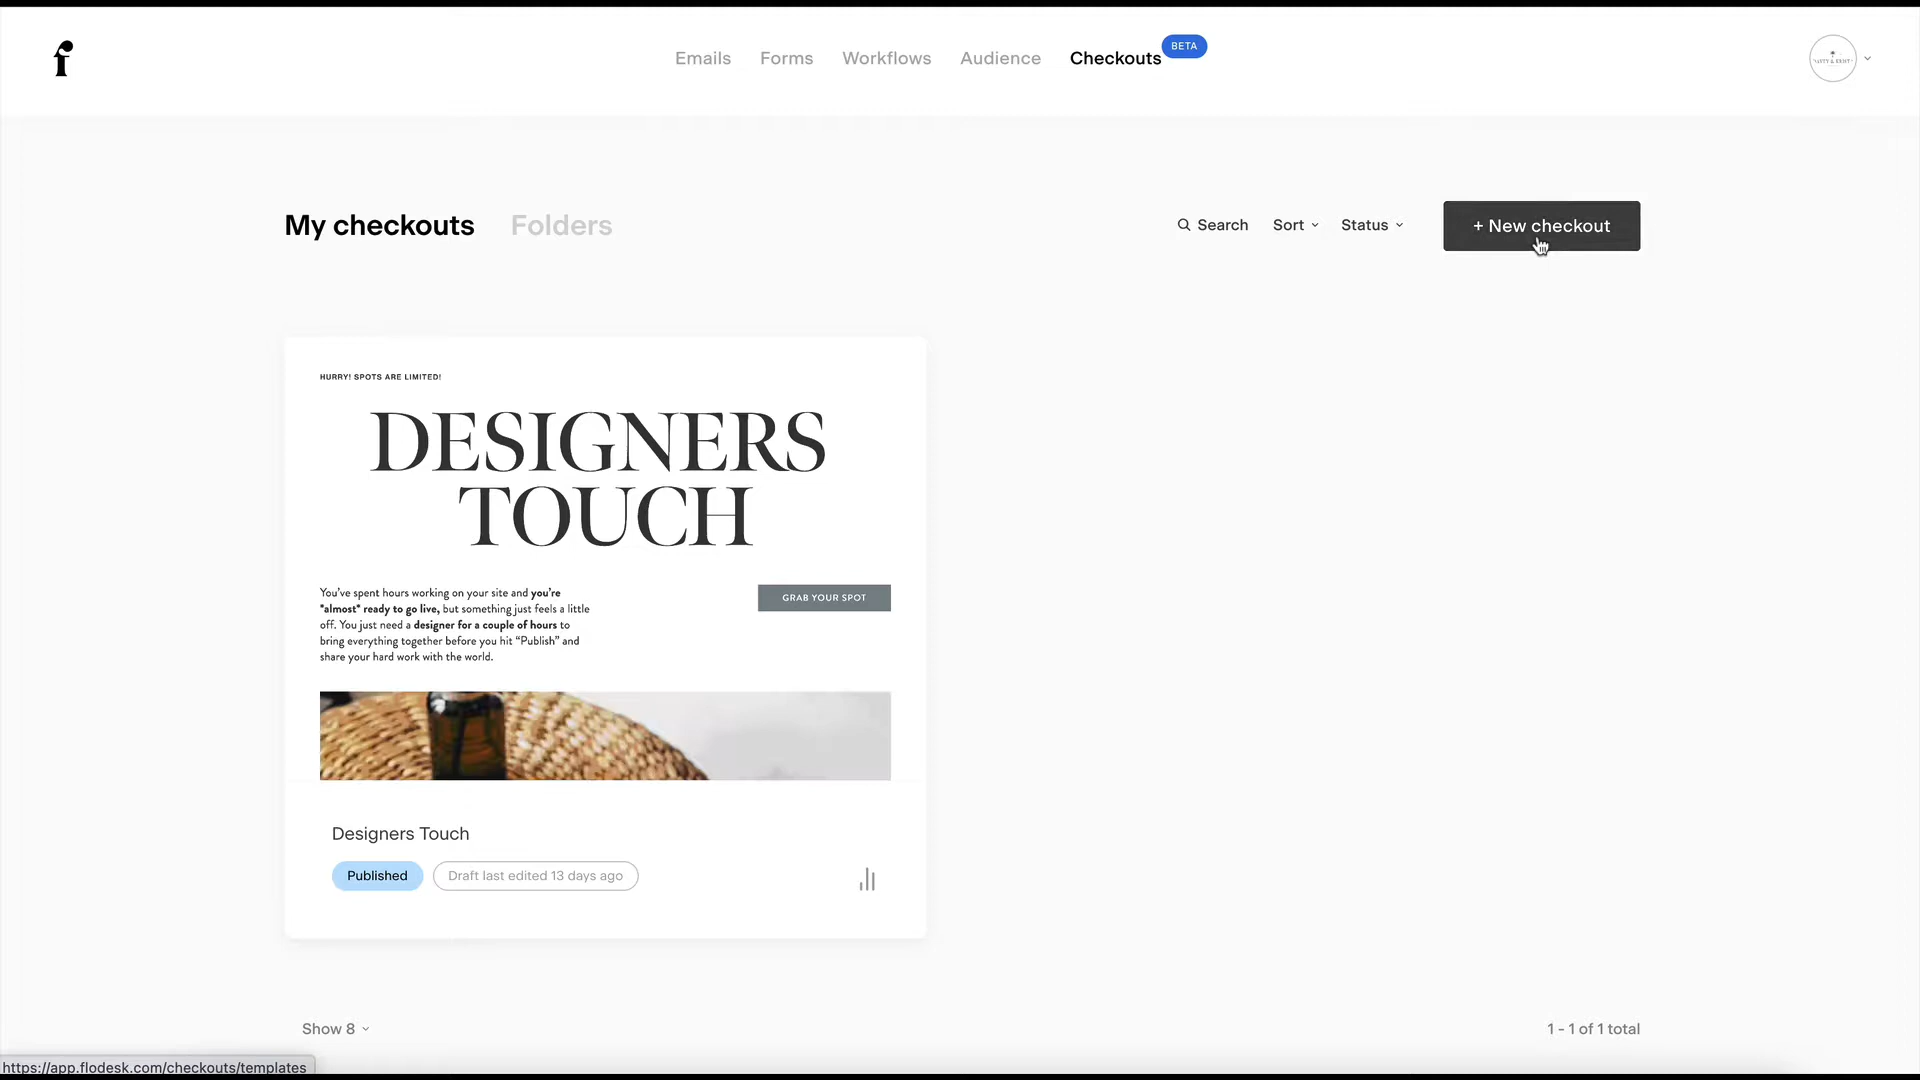 f
Emails Forms Workflows Audience Checkouts BETA
My checkouts Folders Search Sort Status + New checkout
HURRY! SPOTS ARE LIMITED!
DESIGNERS
TOUCH
You've spent hours working on your site and you're
*almost* ready to go live, but something just feels a little
off. You just need a designer for a couple of hours to
bring everything together before you hit “Publish” and
share your hard work with the world.
GRAB YOUR SPOT
Designers Touch
Published Draft last edited 13 days ago
Show 8 1 - 1 of 1 total
https://app.flodesk.com/checkouts/templates